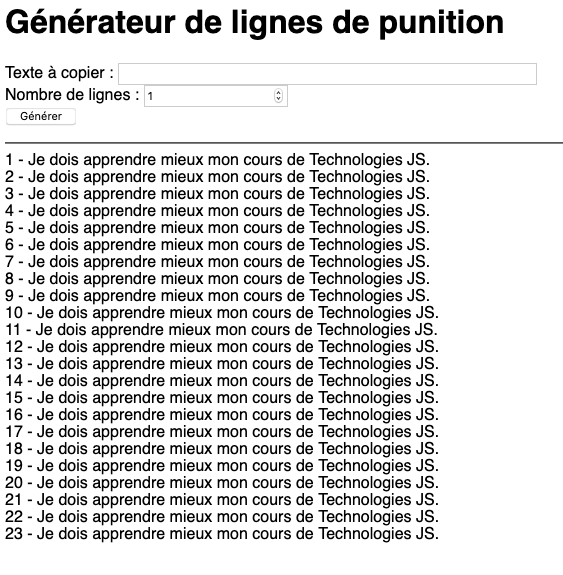 Générateur de lignes de punition
Texte à copier :
Nombre de lignes : 1
Générer
1 - Je dois apprendre mieux mon cours de Technologies JS.
2 - Je dois apprendre mieux mon cours de Technologies JS.
3 - Je dois apprendre mieux mon cours de Technologies JS.
4 - Je dois apprendre mieux mon cours de Technologies JS.
5 - Je dois apprendre mieux mon cours de Technologies JS.
6 - Je dois apprendre mieux mon cours de Technologies JS.
7 - Je dois apprendre mieux mon cours de Technologies JS.
8 - Je dois apprendre mieux mon cours de Technologies JS.
9 - Je dois apprendre mieux mon cours de Technologies JS.
10 - Je dois apprendre mieux mon cours de Technologies JS.
11 - Je dois apprendre mieux mon cours de Technologies JS.
12 - Je dois apprendre mieux mon cours de Technologies JS.
13 - Je dois apprendre mieux mon cours de Technologies JS.
14 - Je dois apprendre mieux mon cours de Technologies JS.
15 - Je dois apprendre mieux mon cours de Technologies JS.
16 - Je dois apprendre mieux mon cours de Technologies JS.
17 - Je dois apprendre mieux mon cours de Technologies JS.
18 - Je dois apprendre mieux mon cours de Technologies JS.
19 - Je dois apprendre mieux mon cours de Technologies JS.
20 - Je dois apprendre mieux mon cours de Technologies JS.
21 - Je dois apprendre mieux mon cours de Technologies JS.
22 - Je dois apprendre mieux mon cours de Technologies JS.
23 - Je dois apprendre mieux mon cours de Technologies JS.